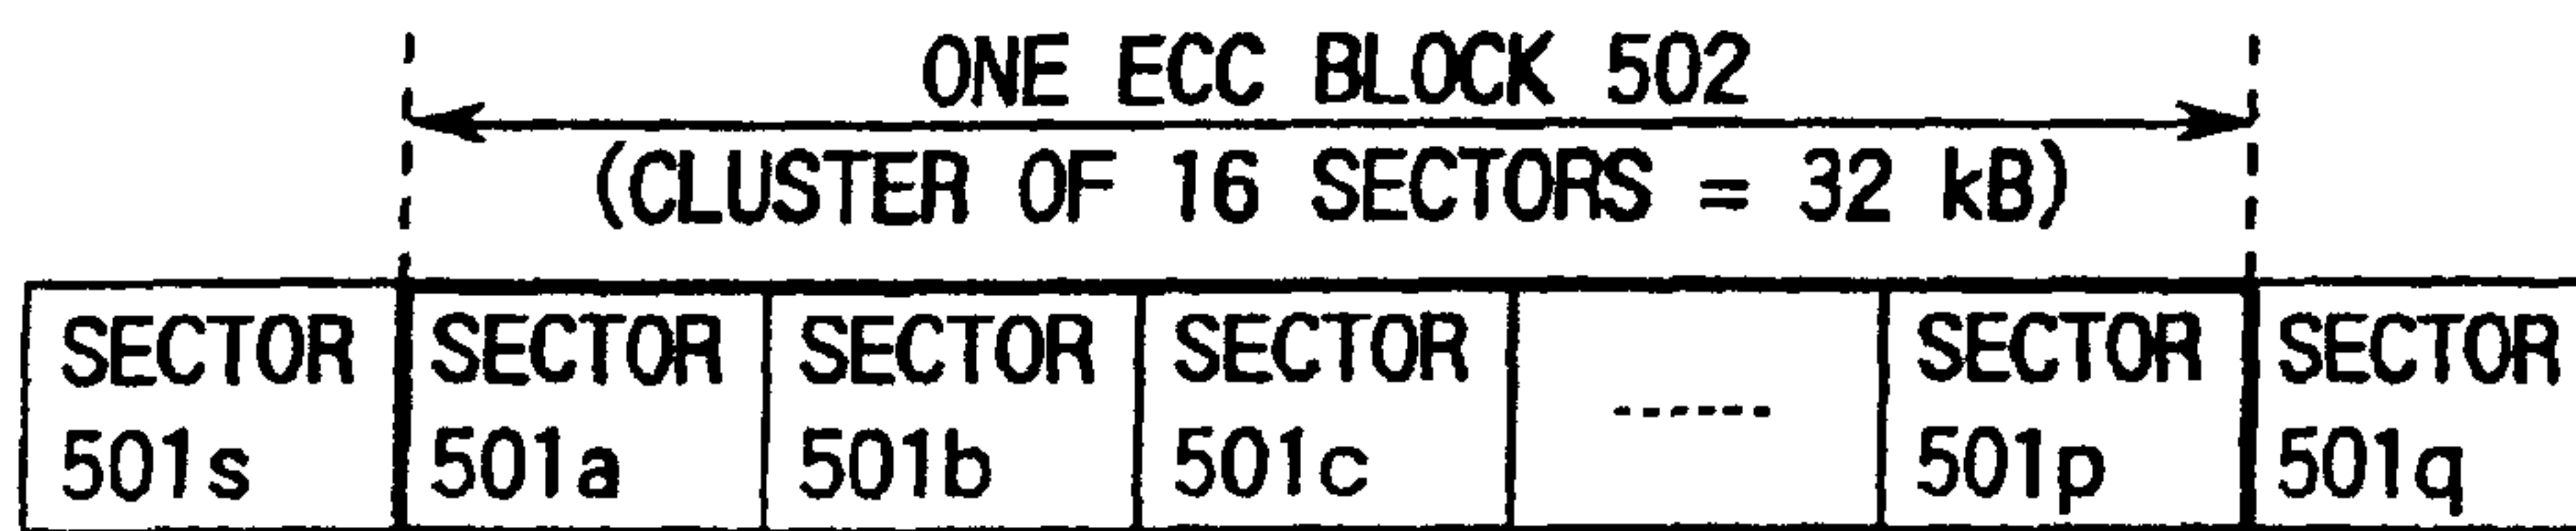 ONE ECC BLOCK 502
(CLUSTER OF 16 SECTORS = 32 kB)
SECTOR SECTOR SECTOR SECTOR SECTOR SECTOR
501s 501a 501b 501c ------ 501p 501q